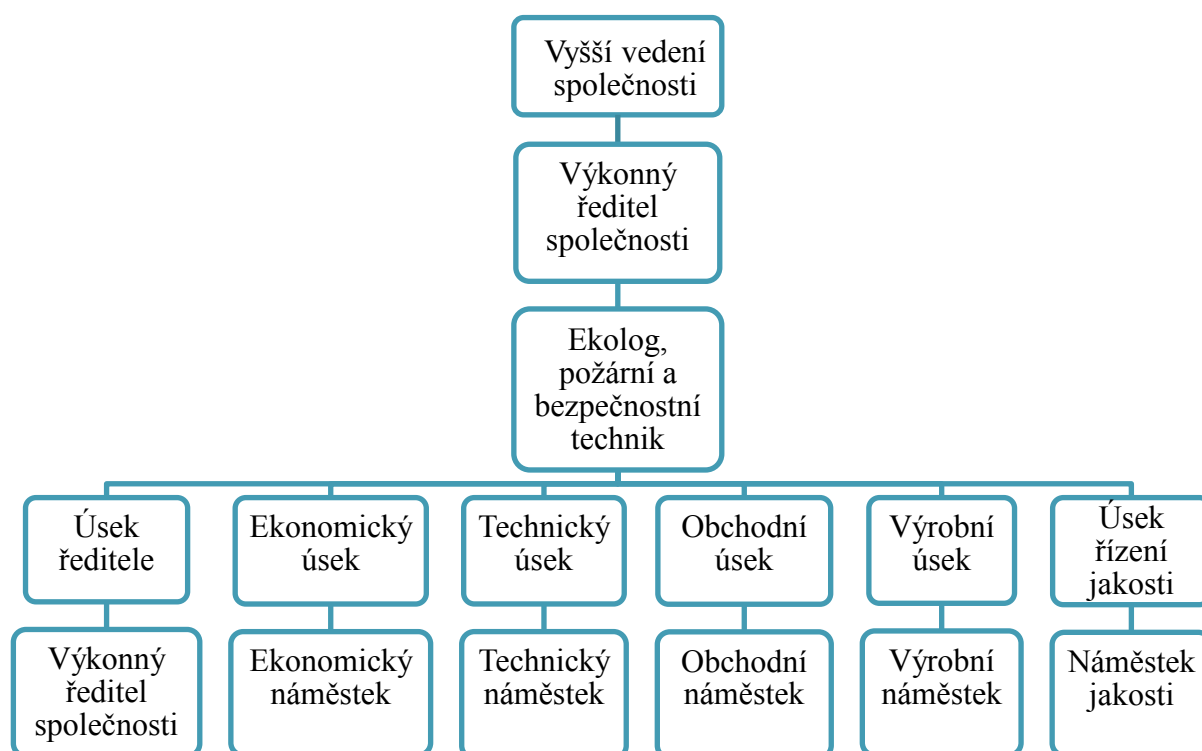 Vyšší vedení
společnosti
Výkonný
ředitel
společnosti
Ekolog,
požární a
bezpečnostní
technik
Úsek
ředitele
Ekonomický
úsek
Technický
úsek
Obchodní
úsek
Výrobní
úsek
Úsek
řízení
jakosti
Výkonný
ředitel
společnosti
Ekonomický
náměstek
Technický
náměstek
Obchodní
náměstek
Výrobní
náměstek
Náměstek
jakosti